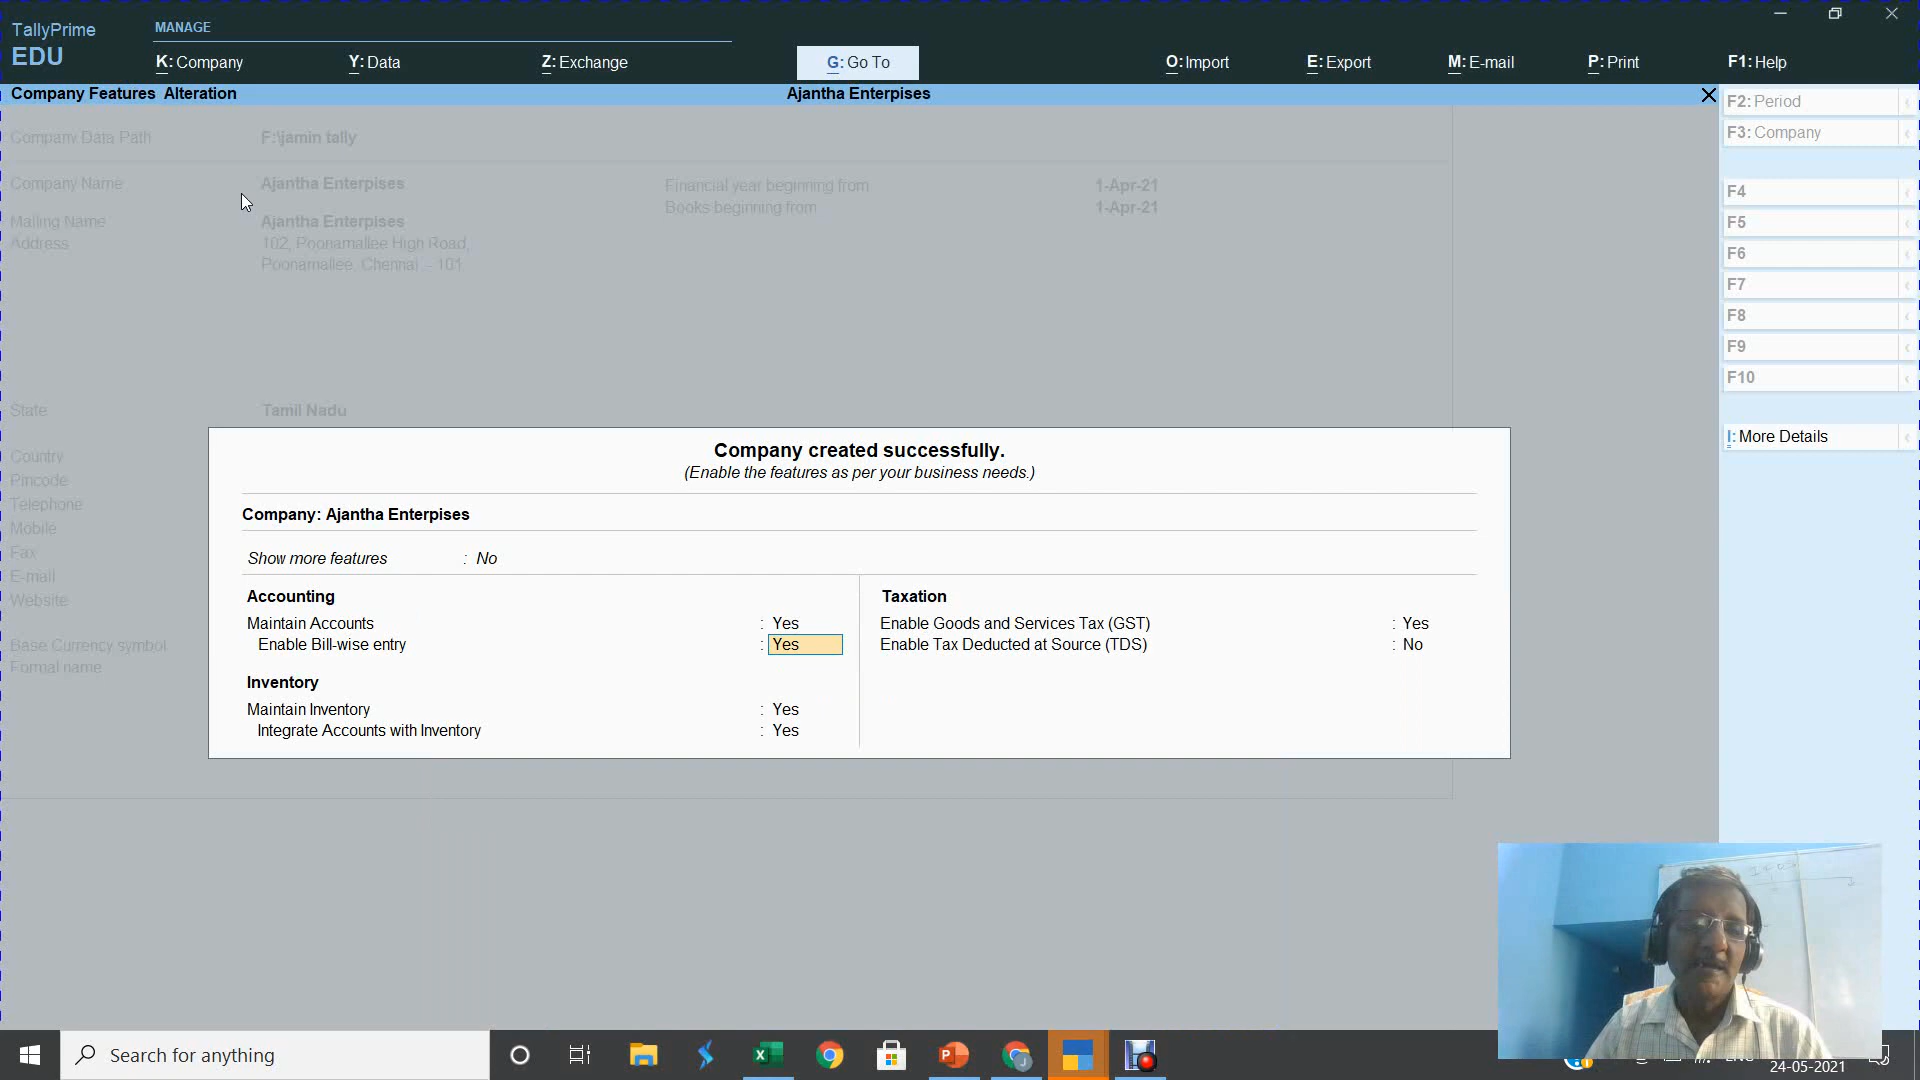 TallyPrime
EDU
MANAGE
K: Company
Y: Data
Z: Exchange
G: Go To
O: Import
E: Export
M: E-mail
P: Print
F1: Help
Company Features Alteration
Ajantha Enterpises
F2: Period
F3: Company
F4
F5
F6
F7
F8
F9
F10
I: More Details
Company Data Path F:\jamin tally
Company Name Ajantha Enterpises
Financial year beginning from 1-Apr-21
Books beginning from 1-Apr-21
Mailing Name Ajantha Enterpises
Address 102, Poonamallee High Road,
Poonamallee, Chennai - 101
State Tamil Nadu
Country
Pincode
Telephone
Mobile
Fax
E-mail
Website
Base Currency symbol
Formal name
Company created successfully.
(Enable the features as per your business needs.)
Company: Ajantha Enterpises
Show more features : No
Accounting
Maintain Accounts : Yes
Enable Bill-wise entry : Yes
Inventory
Maintain Inventory : Yes
Integrate Accounts with Inventory : Yes
Taxation
Enable Goods and Services Tax (GST) : Yes
Enable Tax Deducted at Source (TDS) : No
Search for anything
24-05-2021